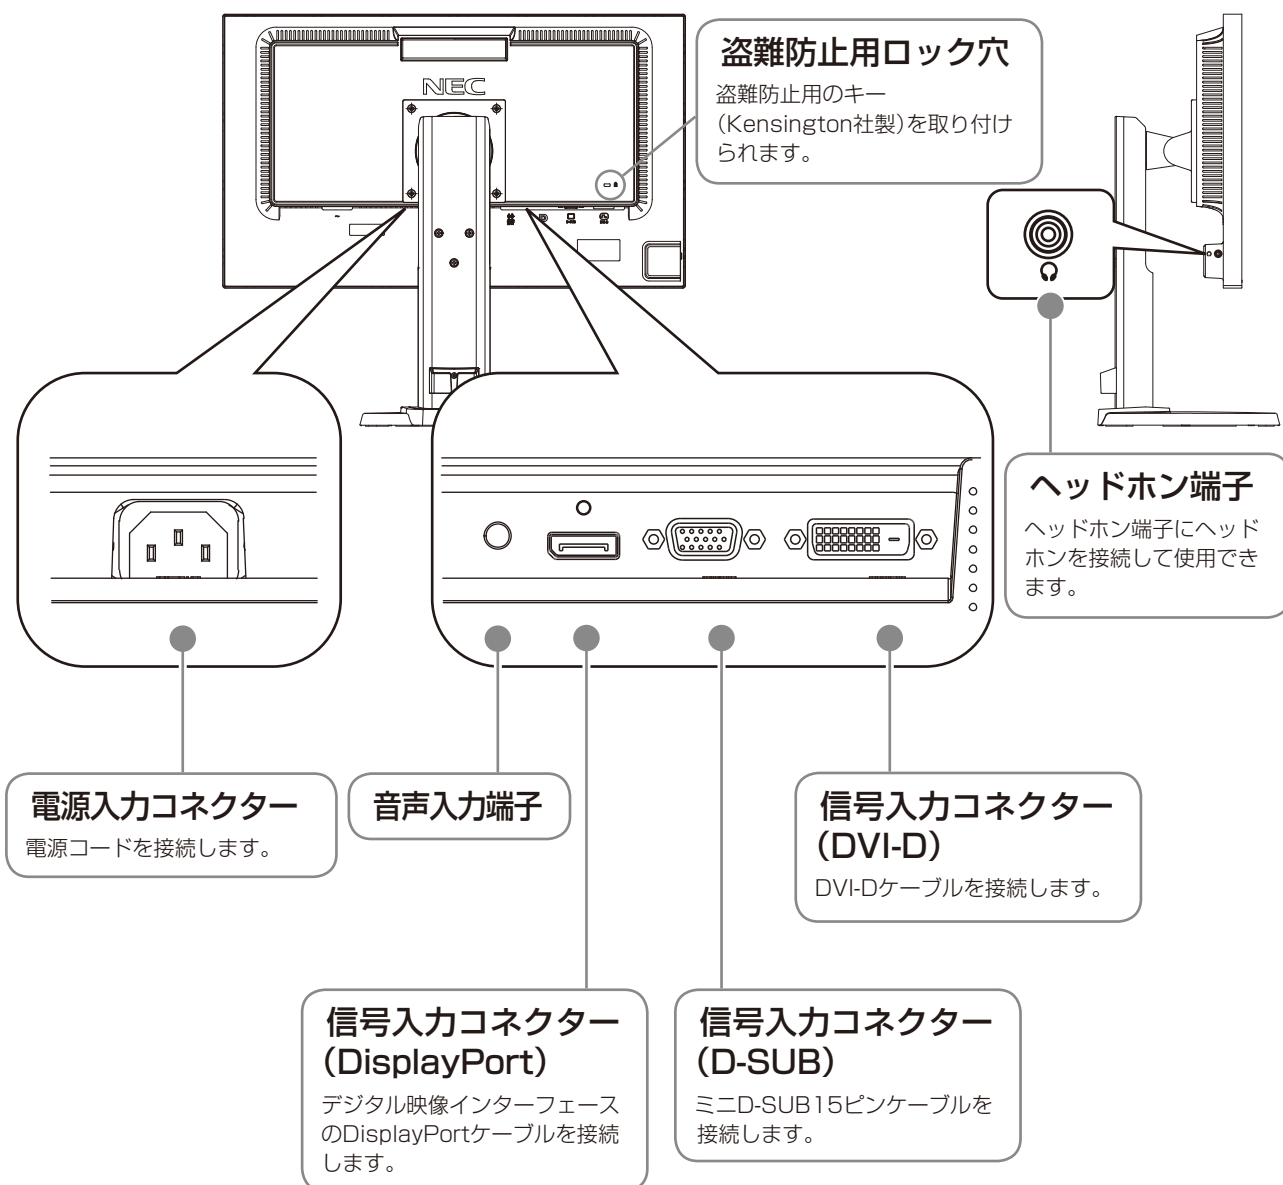 NEC
盗難防止用ロック穴
盗難防止用のキー
（Kensington社製）を取り付け
られます。
ヘッドホン端子
ヘッドホン端子にヘッド
ホンを接続して使用でき
ます。
電源入力コネクター
電源コードを接続します。
音声入力端子
信号入力コネクター
（DVI-D）
DVI-Dケーブルを接続します。
信号入力コネクター
（DisplayPort）
デジタル映像インターフェース
のDisplayPortケーブルを接続
します。
信号入力コネクター
（D-SUB）
ミニD-SUB15ピンケーブルを
接続します。